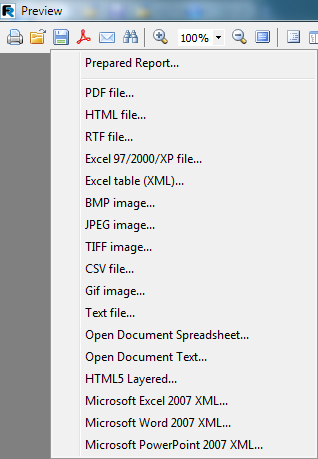 Preview
100%
Prepared Report...
PDF file...
HTML file...
RTF file...
Excel 97/2000/XP file...
Excel table (XML)...
BMP image...
JPEG image...
TIFF image...
CSV file...
Gif image...
Text file...
Open Document Spreadsheet...
Open Document Text...
HTML5 Layered...
Microsoft Excel 2007 XML...
Microsoft Word 2007 XML...
Microsoft PowerPoint 2007 XML...